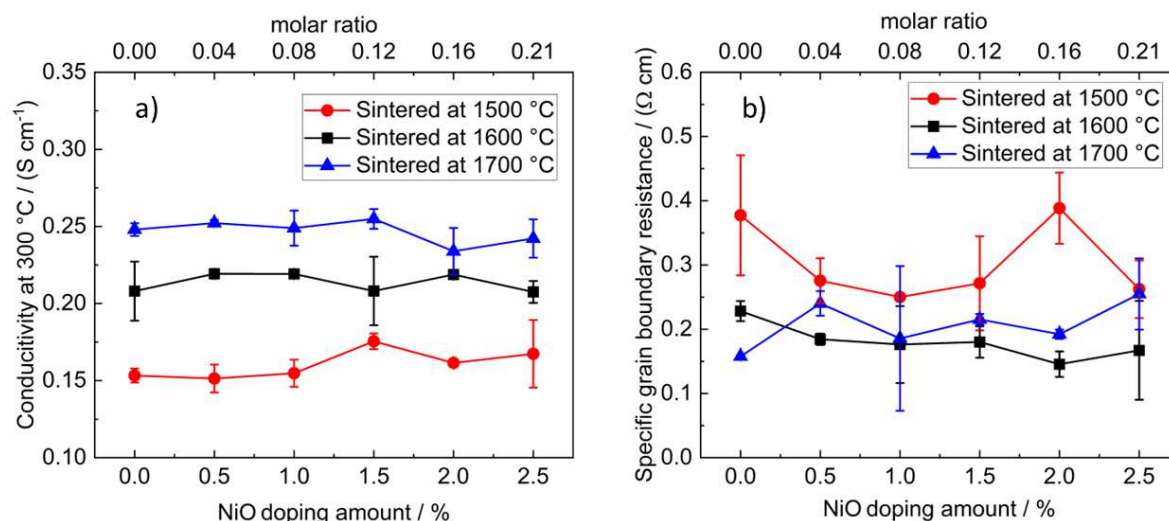 molar ratio
0.00 0.04 0.08 0.12 0.16 0.21
0.35
0.30
0.25
0.20
0.15
0.10
Conductivity at 300 °C / (S cm⁻¹)
a)
Sintered at 1500 °C
Sintered at 1600 °C
Sintered at 1700 °C
0.0 0.5 1.0 1.5 2.0 2.5
NiO doping amount / %
molar ratio
0.00 0.04 0.08 0.12 0.16 0.21
0.6
0.5
0.4
0.3
0.2
0.1
0.0
Specific grain boundary resistance / (Ω cm)
b)
Sintered at 1500 °C
Sintered at 1600 °C
Sintered at 1700 °C
0.0 0.5 1.0 1.5 2.0 2.5
NiO doping amount / %